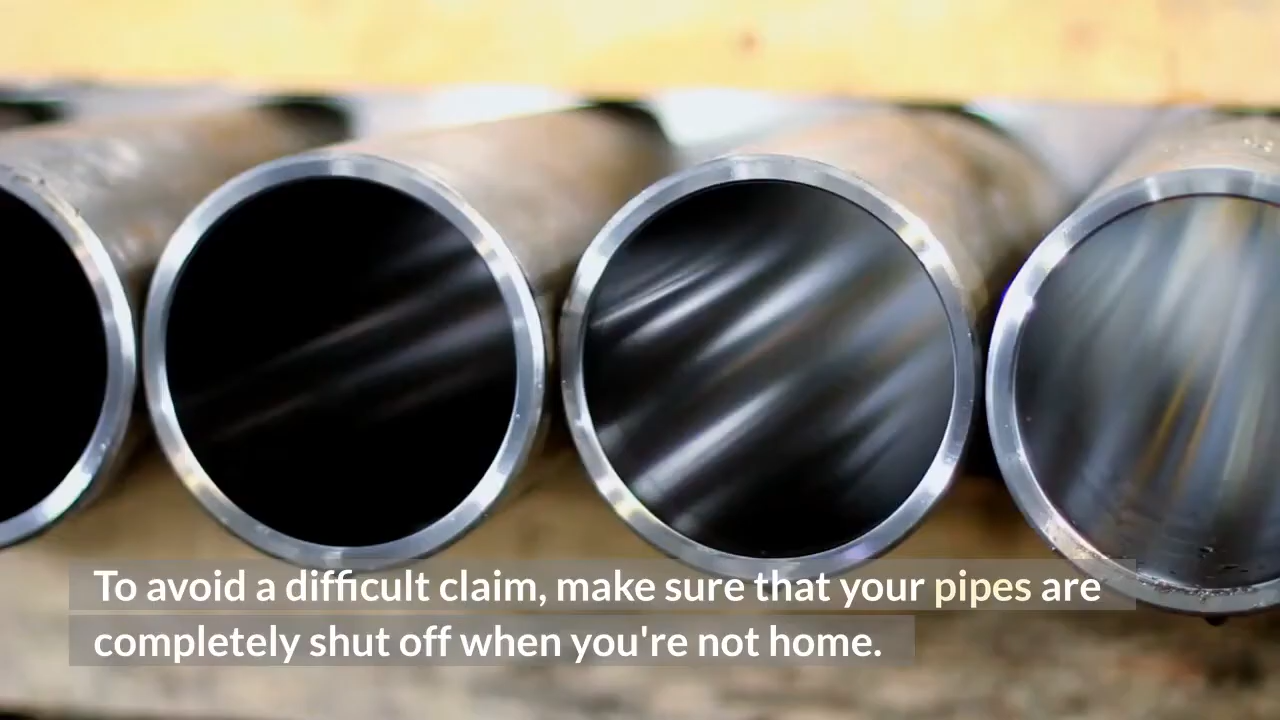 To avoid a difficult claim, make sure that your pipes are
completely shut off when you're not home.